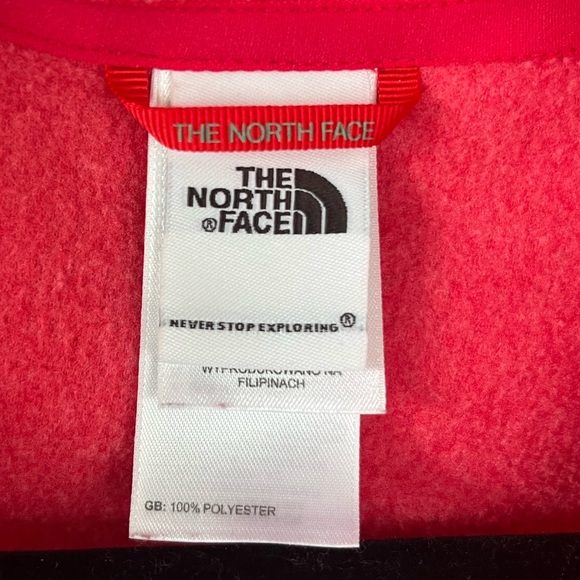 THE NORTH FACE
THE
NORTH
®FACE
NEVER STOP EXPLORING®
WYPRODUKOWANO NA
FILIPINACH
GB: 100% POLYESTER